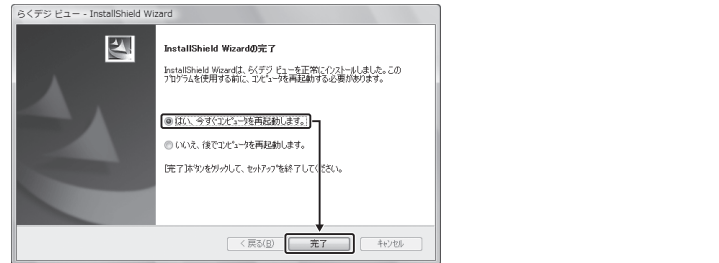 らくデジ ビュー - InstallShield Wizard
InstallShield Wizardの完了
InstallShield Wizardは、らくデジ ビューを正常にインストールしました。この
プログラムを使用する前に、コンピュータを再起動する必要があります。
はい、今すぐコンピュータを再起動します。
いいえ、後でコンピュータを再起動します。
[完了]ボタンをクリックして、セットアップを終了してください。
< 戻る(B)
完了
キャンセル